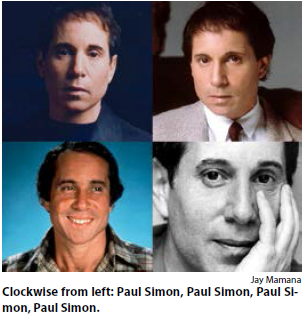 Jay Mamana
Clockwise from left: Paul Simon, Paul Simon, Paul Si-
mon, Paul Simon.